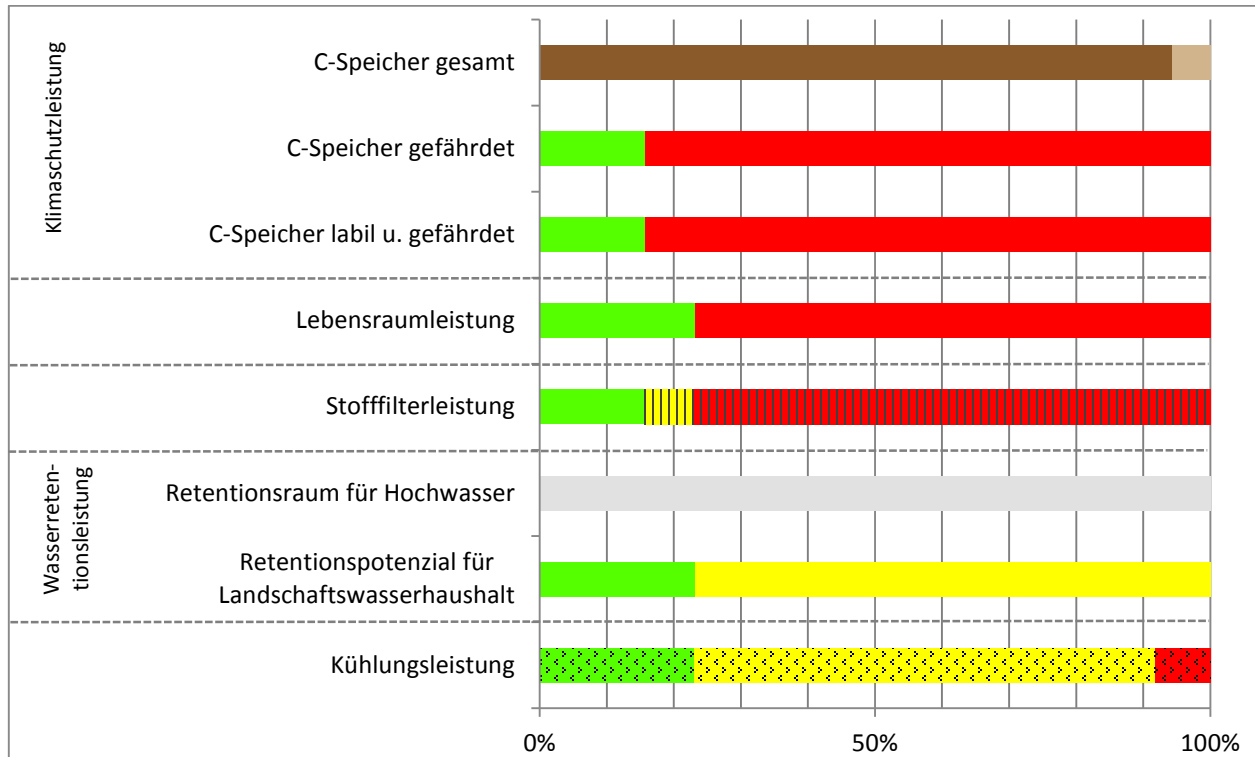 Klimaschutzleistung
C-Speicher gesamt
C-Speicher gefährdet
C-Speicher labil u. gefährdet
Lebensraumleistung
Stofffilterleistung
Wasserreten-
tionsleistung
Retentionsraum für Hochwasser
Retentionspotenzial für
Landschaftswasserhaushalt
Kühlungsleistung
0%
50%
100%